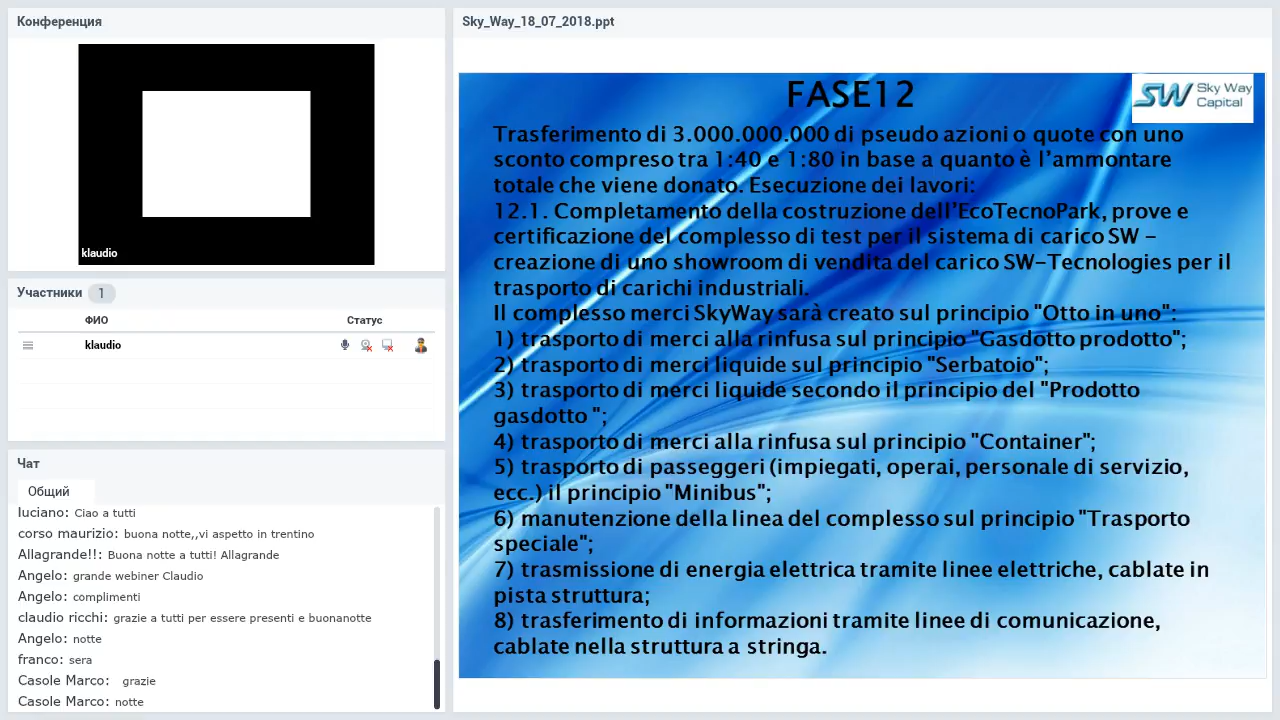 Конференция
klaudio
Участники 1
ФИО Статус
klaudio
Чат
Общий
luciano: Ciao a tutti
corso maurizio: buona notte,,vi aspetto in trentino
Allagrande!!: Buona notte a tutti! Allagrande
Angelo: grande webiner Claudio
Angelo: complimenti
claudio ricchi: grazie a tutti per essere presenti e buonanotte
Angelo: notte
franco: sera
Casole Marco: grazie
Casole Marco: notte
Sky_Way_18_07_2018.ppt
FASE12
SW Sky Way
Capital
Trasferimento di 3.000.000.000 di pseudo azioni o quote con uno
sconto compreso tra 1:40 e 1:80 in base a quanto è l'ammontare
totale che viene donato. Esecuzione dei lavori:
12.1. Completamento della costruzione dell'EcoTecnoPark, prove e
certificazione del complesso di test per il sistema di carico SW –
creazione di uno showroom di vendita del carico SW-Tecnologies per il
trasporto di carichi industriali.
Il complesso merci SkyWay sarà creato sul principio "Otto in uno":
1) trasporto di merci alla rinfusa sul principio "Gasdotto prodotto";
2) trasporto di merci liquide sul principio "Serbatoio";
3) trasporto di merci liquide secondo il principio del "Prodotto
gasdotto ";
4) trasporto di merci alla rinfusa sul principio "Container";
5) trasporto di passeggeri (impiegati, operai, personale di servizio,
ecc.) il principio "Minibus";
6) manutenzione della linea del complesso sul principio "Trasporto
speciale";
7) trasmissione di energia elettrica tramite linee elettriche, cablate in
pista struttura;
8) trasferimento di informazioni tramite linee di comunicazione,
cablate nella struttura a stringa.